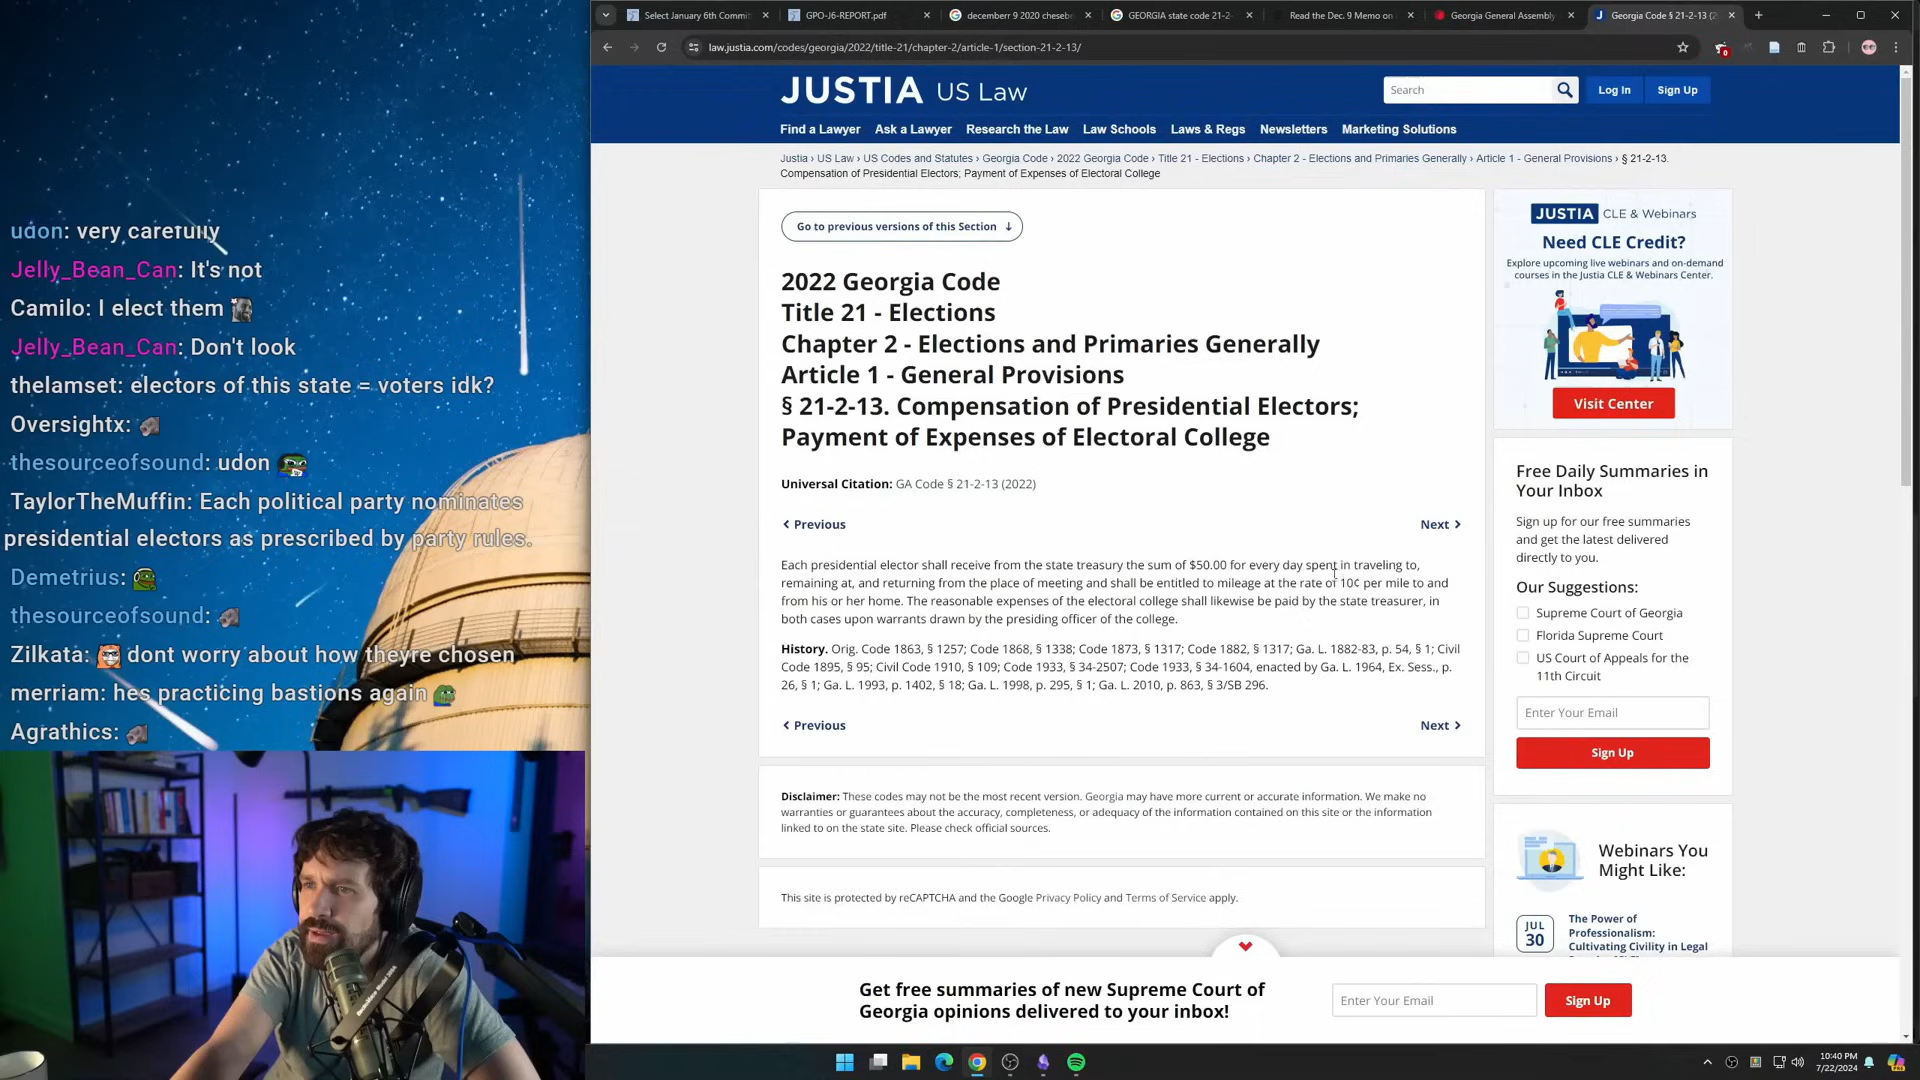 Select January 6th Commit
GPO-J6-REPORT.pdf
decemberr 9 2020 cheseb
GEORGIA state code 21-2-
Read the Dec. 9 Memo on
Georgia General Assembly
Georgia Code § 21-2-13 (2
law.justia.com/codes/georgia/2022/title-21/chapter-2/article-1/section-21-2-13/
JUSTIA US Law
Search
Log In
Sign Up
Find a Lawyer
Ask a Lawyer
Research the Law
Law Schools
Laws & Regs
Newsletters
Marketing Solutions
Justia › US Law › US Codes and Statutes › Georgia Code › 2022 Georgia Code › Title 21 - Elections › Chapter 2 - Elections and Primaries Generally › Article 1 - General Provisions › § 21-2-13.
Compensation of Presidential Electors; Payment of Expenses of Electoral College
Go to previous versions of this Section ↓
2022 Georgia Code
Title 21 - Elections
Chapter 2 - Elections and Primaries Generally
Article 1 - General Provisions
§ 21-2-13. Compensation of Presidential Electors;
Payment of Expenses of Electoral College
Universal Citation: GA Code § 21-2-13 (2022)
Previous
Next
Each presidential elector shall receive from the state treasury the sum of $50.00 for every day spent in traveling to,
remaining at, and returning from the place of meeting and shall be entitled to mileage at the rate of 10¢ per mile to and
from his or her home. The reasonable expenses of the electoral college shall likewise be paid by the state treasurer, in
both cases upon warrants drawn by the presiding officer of the college.
History. Orig. Code 1863, § 1257; Code 1868, § 1338; Code 1873, § 1317; Code 1882, § 1317; Ga. L. 1882-83, p. 54, § 1; Civil
Code 1895, § 95; Civil Code 1910, § 109; Code 1933, § 34-2507; Code 1933, § 34-1604, enacted by Ga. L. 1964, Ex. Sess., p.
26, § 1; Ga. L. 1993, p. 1402, § 18; Ga. L. 1998, p. 295, § 1; Ga. L. 2010, p. 863, § 3/SB 296.
Previous
Next
Disclaimer: These codes may not be the most recent version. Georgia may have more current or accurate information. We make no
warranties or guarantees about the accuracy, completeness, or adequacy of the information contained on this site or the information
linked to on the state site. Please check official sources.
This site is protected by reCAPTCHA and the Google Privacy Policy and Terms of Service apply.
JUSTIA CLE & Webinars
Need CLE Credit?
Explore upcoming live webinars and on-demand
courses in the Justia CLE & Webinars Center.
Visit Center
Free Daily Summaries in
Your Inbox
Sign up for our free summaries
and get the latest delivered
directly to you.
Our Suggestions:
Supreme Court of Georgia
Florida Supreme Court
US Court of Appeals for the
11th Circuit
Enter Your Email
Sign Up
Webinars You
Might Like:
JUL
30
The Power of
Professionalism:
Cultivating Civility in Legal
Get free summaries of new Supreme Court of
Georgia opinions delivered to your inbox!
Enter Your Email
Sign Up
10:40 PM
7/22/2024
udon: very carefully
Jelly_Bean_Can: It's not
Camilo: I elect them
Jelly_Bean_Can: Don't look
thelamset: electors of this state = voters idk?
Oversightx:
thesourceofsound: udon
TaylorTheMuffin: Each political party nominates
presidential electors as prescribed by party rules.
Demetrius:
thesourceofsound:
Zilkata: dont worry about how theyre chosen
merriam: hes practicing bastions again
Agrathics: